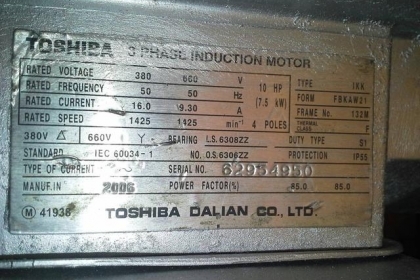 TOSHIBA 3-PHASE INDUCTION MOTOR
RATED VOLTAGE 380 660 V 10 HP TYPE IKK
RATED FREQUENCY 50 50 Hz (7.5 kW) FORM FBKAW21
RATED CURRENT 16.0 9.30 A FRAME No. 132M
RATED SPEED 1425 1425 min⁻¹ 4 POLES THERMAL CLASS F
380V △ 660V Y BEARING L.S. 6308ZZ DUTY TYPE S1
STANDARD IEC 60034-1 NO. O.S. 6306ZZ PROTECTION IP55
TYPE OF CURRENT SERIAL NO. 62954950
MANUF. IN 2006 POWER FACTOR(%) 85.0 85.0
M 41938 TOSHIBA DALIAN CO., LTD.